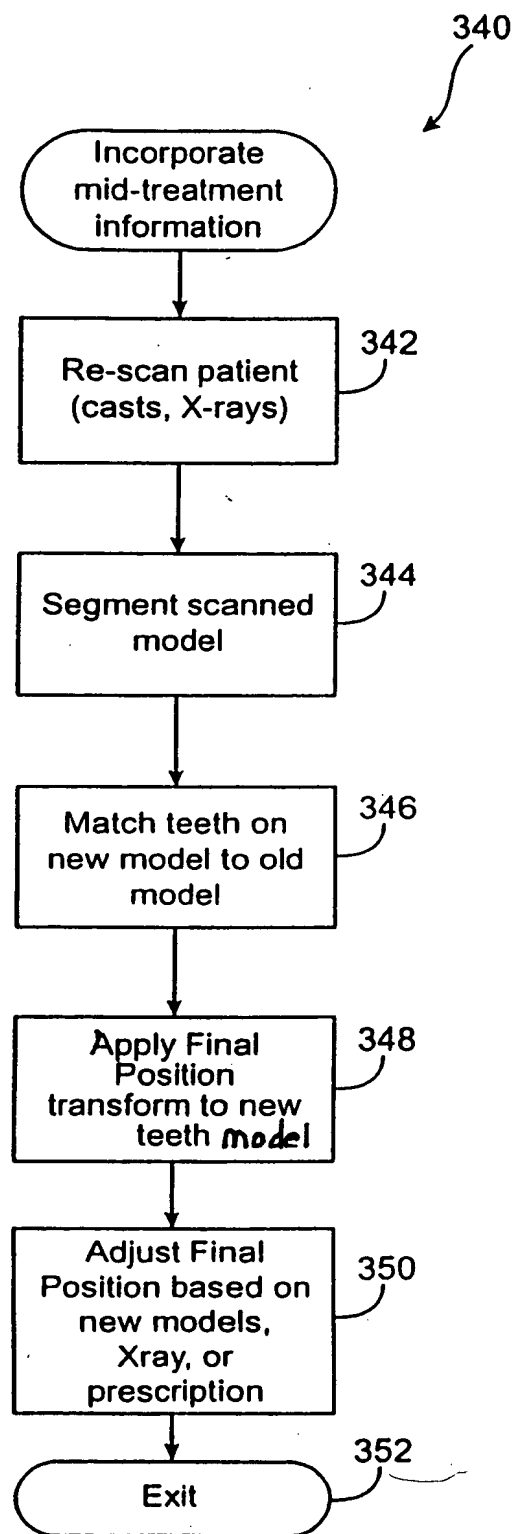 340
Incorporate
mid-treatment
information
342
Re-scan patient
(casts, X-rays)
344
Segment scanned
model
346
Match teeth on
new model to old
model
348
Apply Final
Position
transform to new
teeth model
350
Adjust Final
Position based on
new models,
Xray, or
prescription
352
Exit